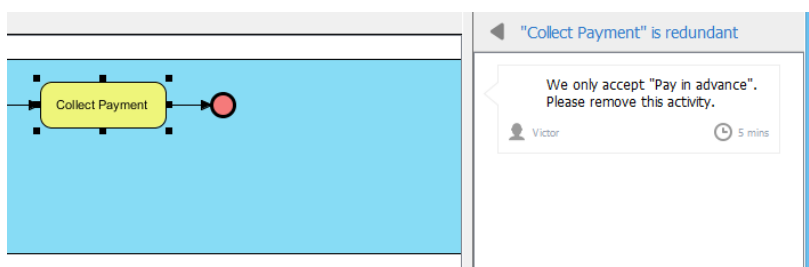 "Collect Payment" is redundant
Collect Payment
We only accept "Pay in advance".
Please remove this activity.
Victor
5 mins